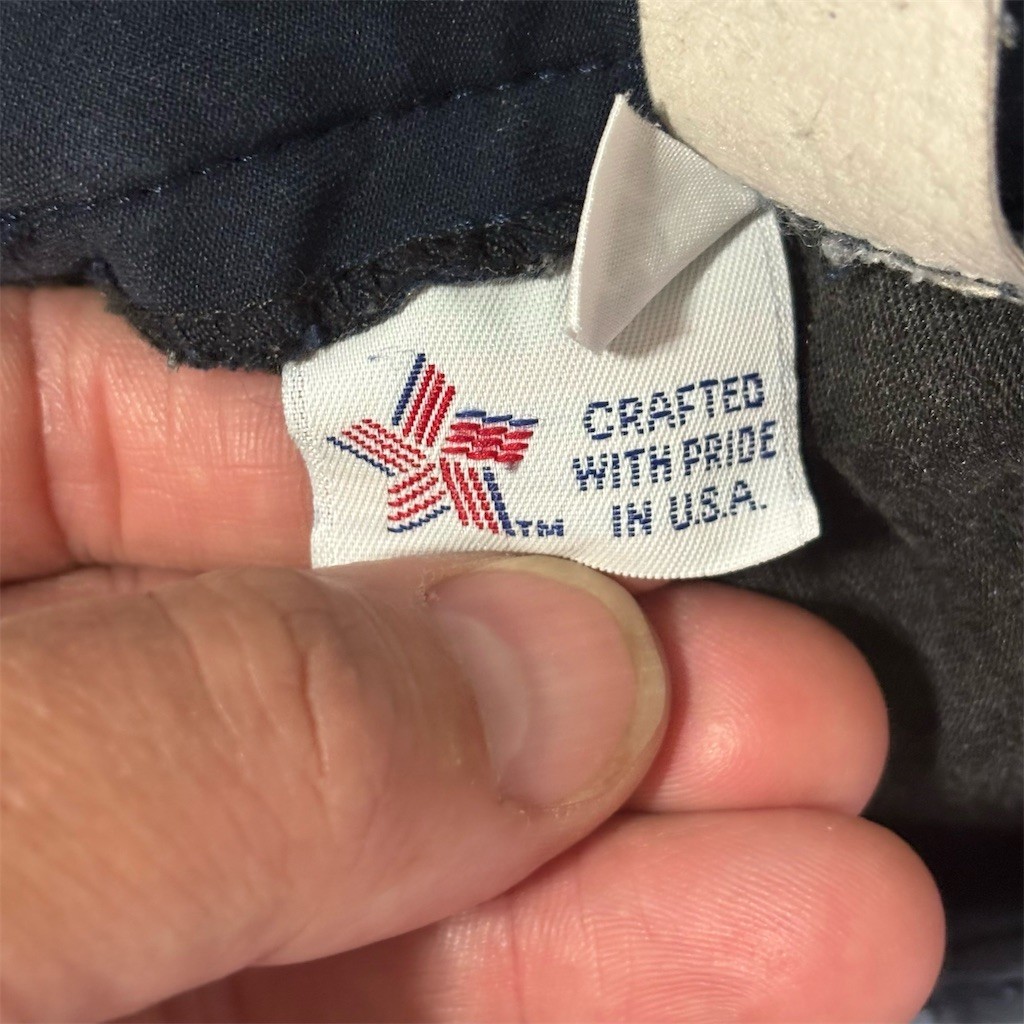 CRAFTED
WITH PRIDE
IN U.S.A.
TM